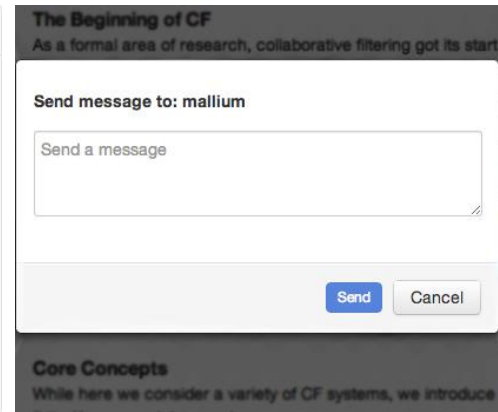 The Beginning of CF
As a formal area of research, collaborative filtering got its start
Send message to: mallium
Send a message
Send Cancel
Core Concepts
While here we consider a variety of CF systems, we introduce